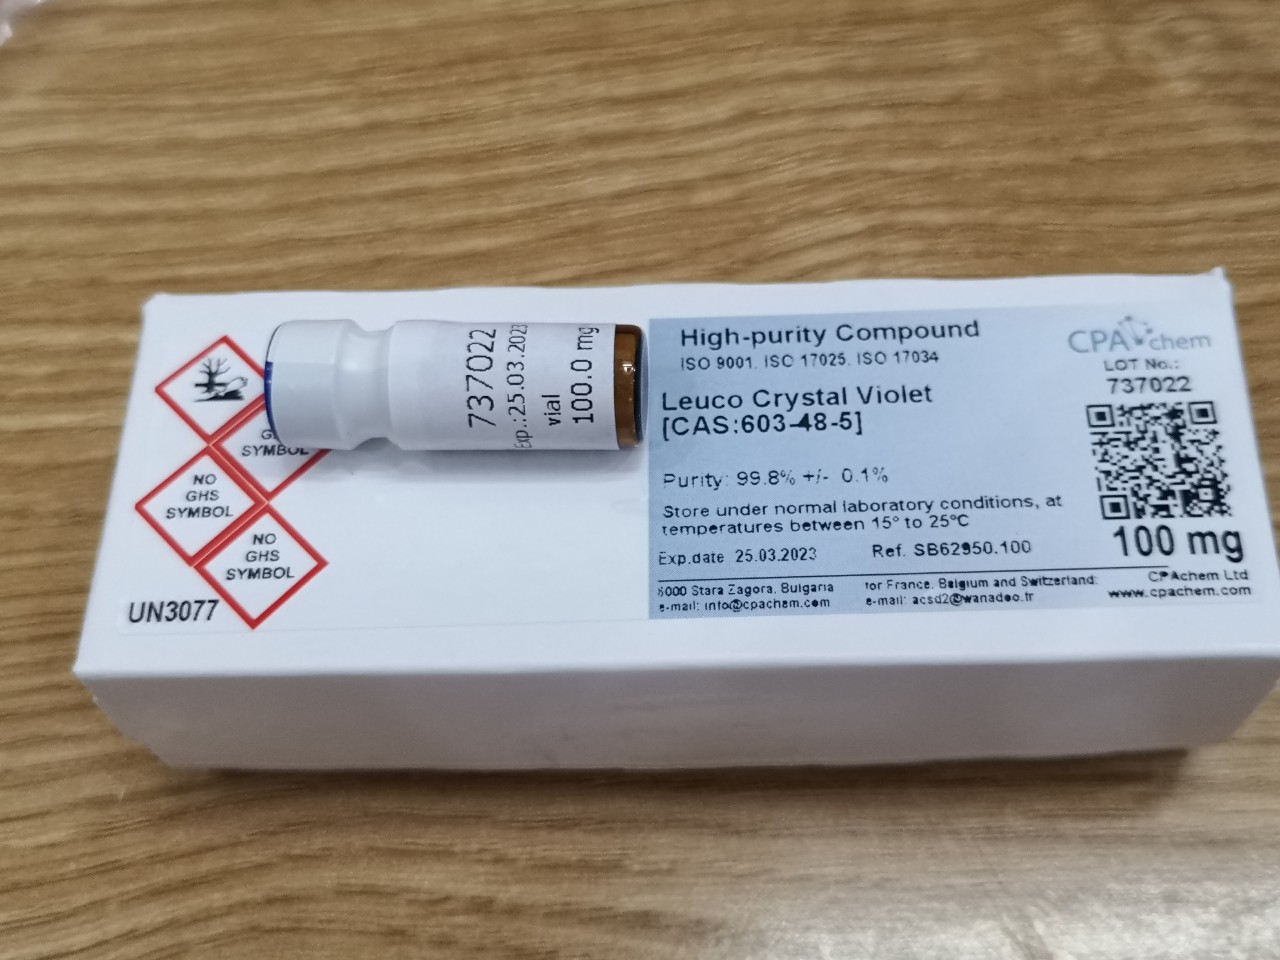 High-purity Compound
ISO 9001, ISO 17025, ISO 17034
CPAchem
LOT No.:
737022
Leuco Crystal Violet
[CAS:603-48-5]
Purity: 99.8% +/- 0.1%
Store under normal laboratory conditions, at
temperatures between 15° to 25°C
Exp.date 25.03.2023 Ref. SB62950.100
100 mg
6000 Stara Zagora, Bulgaria
e-mail: info@cpachem.com
for France, Belgium and Switzerland:
e-mail: acsd2@wanadoo.fr
CPAchem Ltd
www.cpachem.com
737022
Exp.:25.03.2023
vial
100.0 mg
SYMBOL
NO
GHS
SYMBOL
NO
GHS
SYMBOL
UN3077